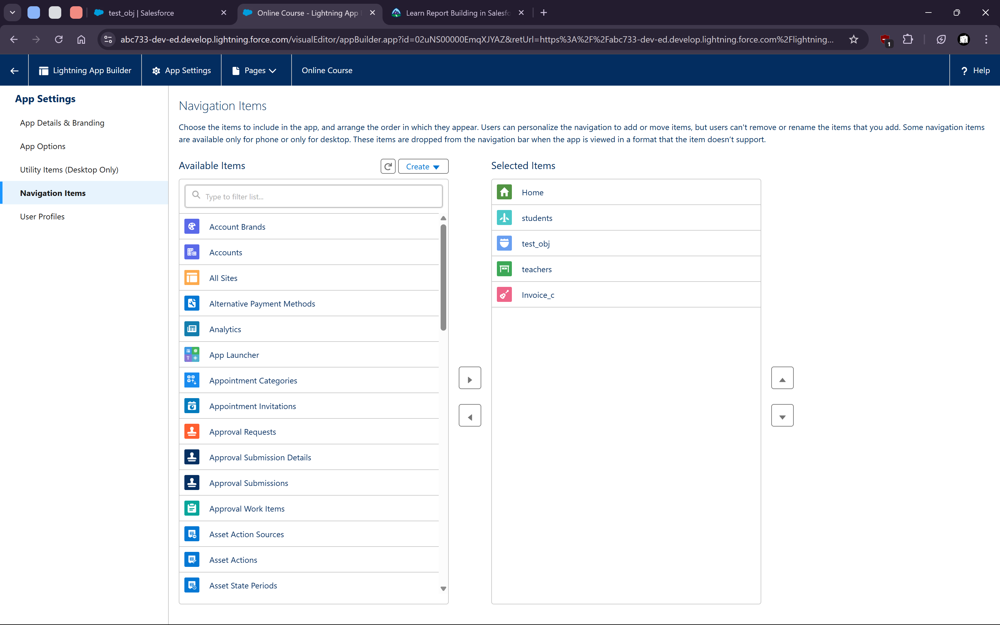 test_obj | Salesforce
Online Course - Lightning App
Learn Report Building in Salesfo
abc733-dev-ed.develop.lightning.force.com/visualEditor/appBuilder.app?id=02uNS00000EmqXJYAZ&retUrl=https%3A%2F%2Fabc733-dev-ed.develop.lightning.force.com%2Flightning...
1
Lightning App Builder
App Settings
Pages
Online Course
? Help
App Settings
App Details & Branding
App Options
Utility Items (Desktop Only)
Navigation Items
User Profiles
Navigation Items
Choose the items to include in the app, and arrange the order in which they appear. Users can personalize the navigation to add or move items, but users can't remove or rename the items that you add. Some navigation items
are available only for phone or only for desktop. These items are dropped from the navigation bar when the app is viewed in a format that the item doesn’t support.
Available Items
Create
Type to filter list...
Account Brands
Accounts
All Sites
Alternative Payment Methods
Analytics
App Launcher
Appointment Categories
Appointment Invitations
Approval Requests
Approval Submission Details
Approval Submissions
Approval Work Items
Asset Action Sources
Asset Actions
Asset State Periods
Selected Items
Home
students
test_obj
teachers
Invoice_c